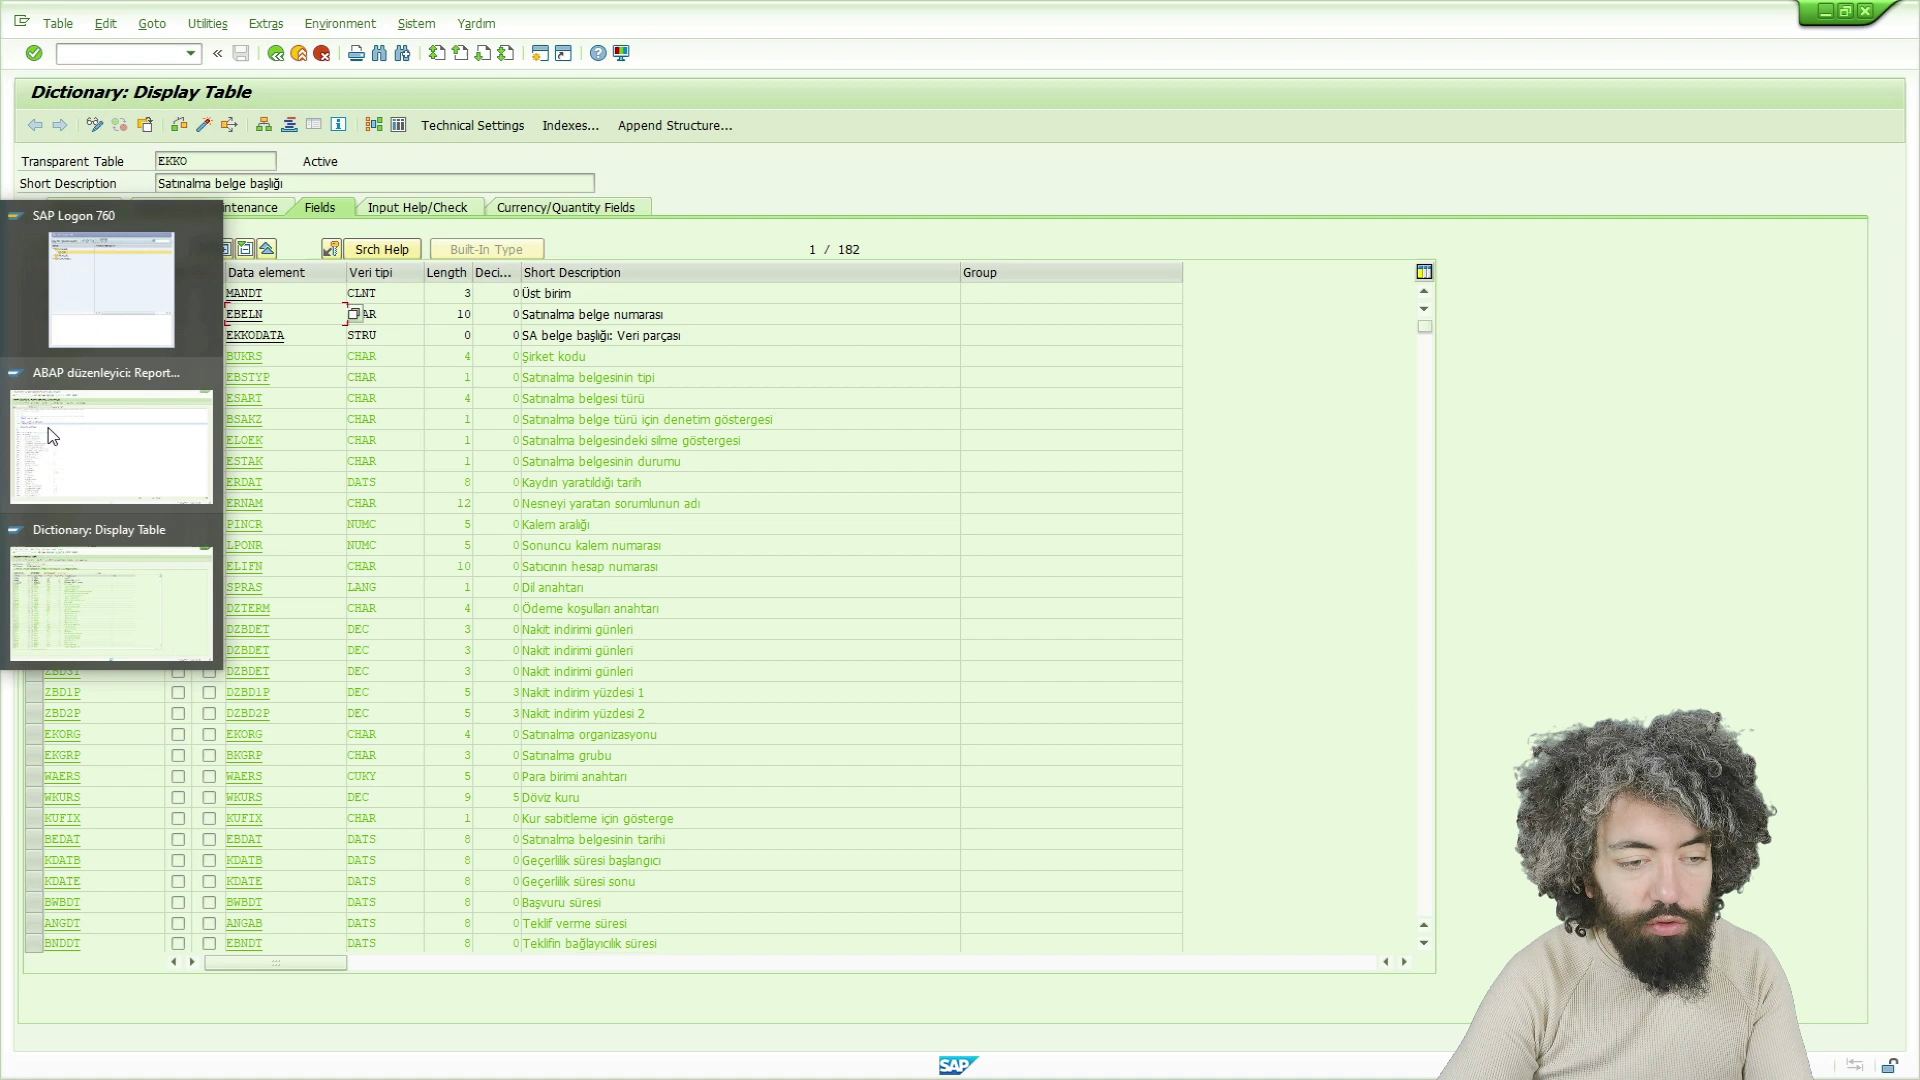 Table Edit Goto Utilities Extras Environment Sistem Yardım
Dictionary: Display Table
Technical Settings Indexes... Append Structure...
Transparent Table EKKO Active
Short Description Satınalma belge başlığı
SAP Logon 760
ntenance Fields Input Help/Check Currency/Quantity Fields
Srch Help Built-In Type 1 / 182
Data element Veri tipi Length Deci... Short Description Group
MANDT CLNT 3 0 Üst birim
EBELN AR 10 0 Satınalma belge numarası
EKKODATA STRU 0 0 SA belge başlığı: Veri parçası
BUKRS CHAR 4 0 Şirket kodu
ABAP düzenleyici: Report...
EBSTYP CHAR 1 0 Satınalma belgesinin tipi
ESART CHAR 4 0 Satınalma belgesi türü
BSAKZ CHAR 1 0 Satınalma belge türü için denetim göstergesi
ELOEK CHAR 1 0 Satınalma belgesindeki silme göstergesi
ESTAK CHAR 1 0 Satınalma belgesinin durumu
ERDAT DATS 8 0 Kaydın yaratıldığı tarih
ERNAM CHAR 12 0 Nesneyi yaratan sorumlunun adı
PINCR NUMC 5 0 Kalem aralığı
Dictionary: Display Table
LPONR NUMC 5 0 Sonuncu kalem numarası
ELIFN CHAR 10 0 Satıcının hesap numarası
SPRAS LANG 1 0 Dil anahtarı
DZTERM CHAR 4 0 Ödeme koşulları anahtarı
DZBDET DEC 3 0 Nakit indirimi günleri
DZBDET DEC 3 0 Nakit indirimi günleri
ZBD3T DZBDET DEC 3 0 Nakit indirimi günleri
ZBD1P DZBD1P DEC 5 3 Nakit indirim yüzdesi 1
ZBD2P DZBD2P DEC 5 3 Nakit indirim yüzdesi 2
EKORG EKORG CHAR 4 0 Satınalma organizasyonu
EKGRP BKGRP CHAR 3 0 Satınalma grubu
WAERS WAERS CUKY 5 0 Para birimi anahtarı
WKURS WKURS DEC 9 5 Döviz kuru
KUFIX KUFIX CHAR 1 0 Kur sabitleme için gösterge
BEDAT EBDAT DATS 8 0 Satınalma belgesinin tarihi
KDATB KDATB DATS 8 0 Geçerlilik süresi başlangıcı
KDATE KDATE DATS 8 0 Geçerlilik süresi sonu
BWBDT BWBDT DATS 8 0 Başvuru süresi
ANGDT ANGAB DATS 8 0 Teklif verme süresi
BNDDT EBNDT DATS 8 0 Teklifin bağlayıcılık süresi
SAP